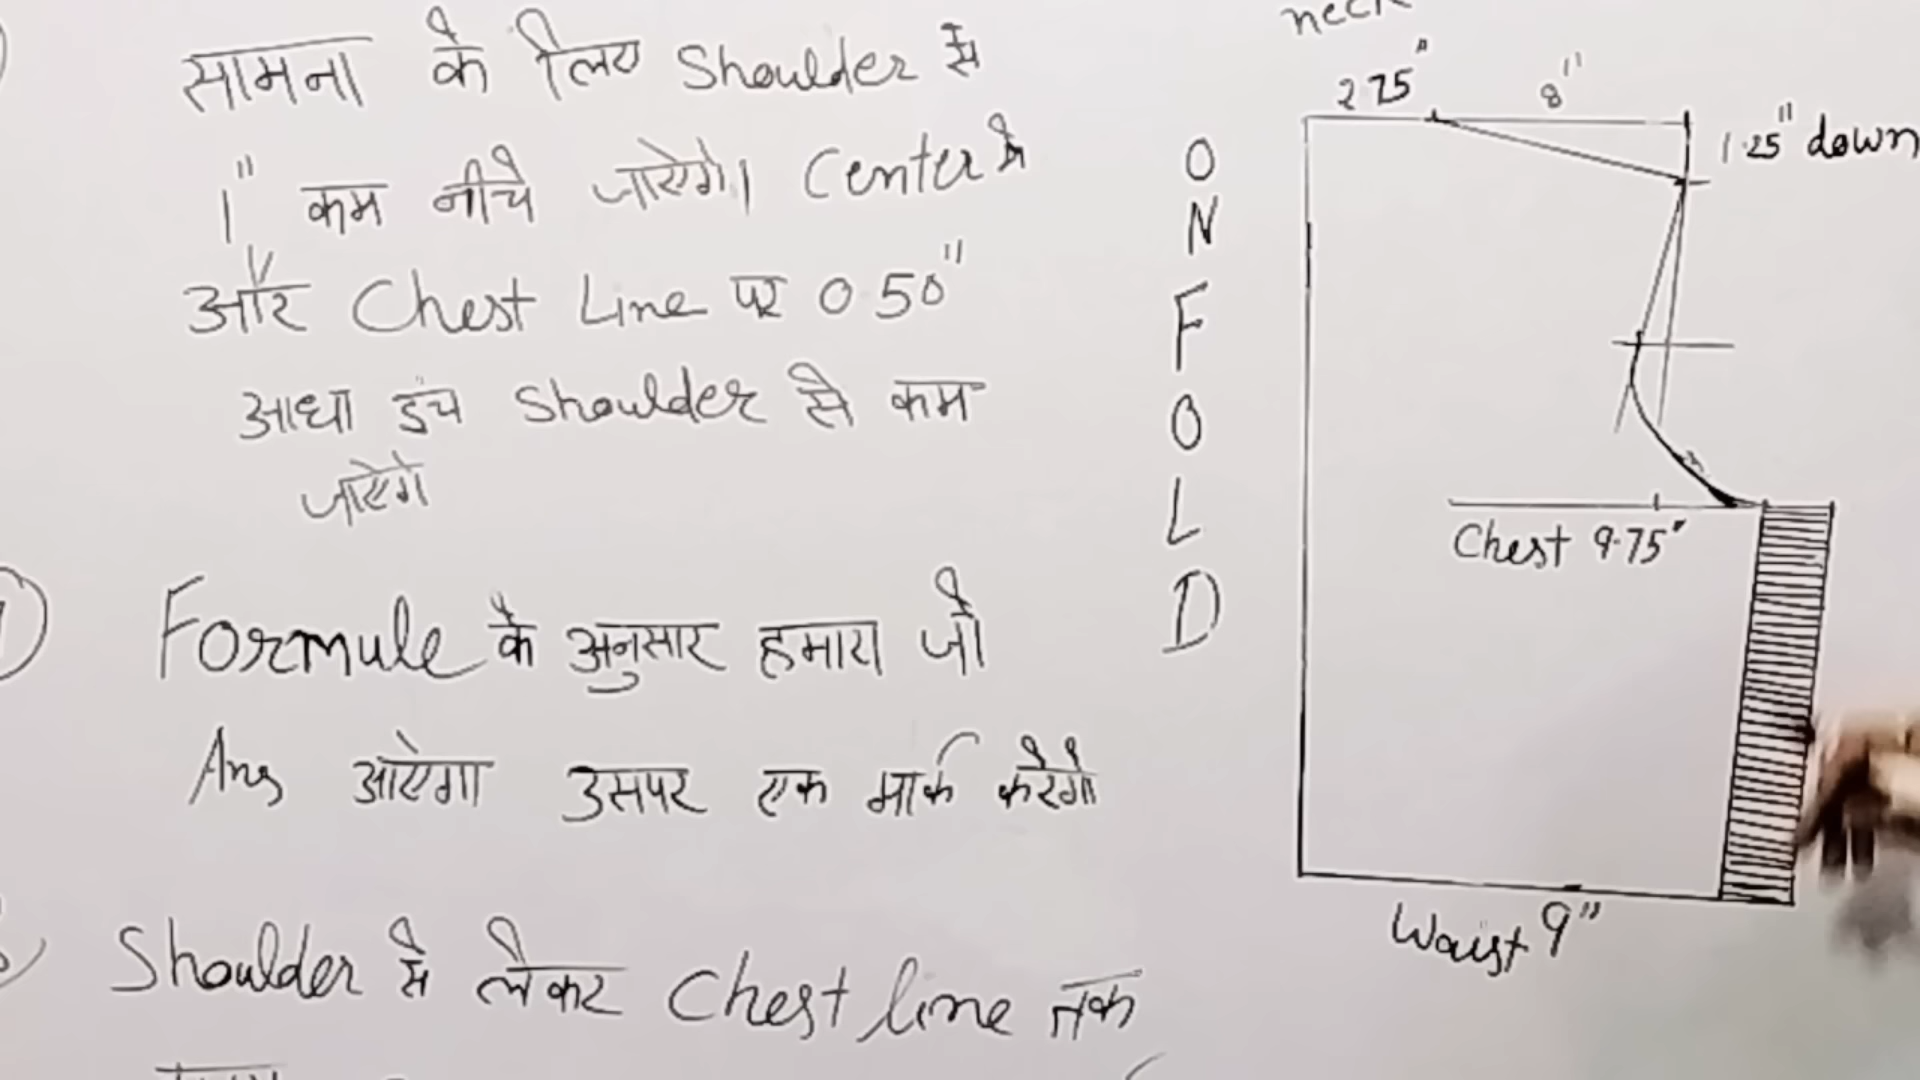 सामना के लिए Shoulder से
1" कम नीचे जाएंगे। Center मे
और Chest Line पर 0.50"
आधा इंच Shoulder से कम
जाएंगे
Formule के अनुसार हमारा जो
Ans आएगा उसपर एक मार्क करेंगे
Shoulder से लेकर Chest line तक
neck
2.75" 8"
1.25" down
ONFOLD
Chest 9.75"
Waist 9"